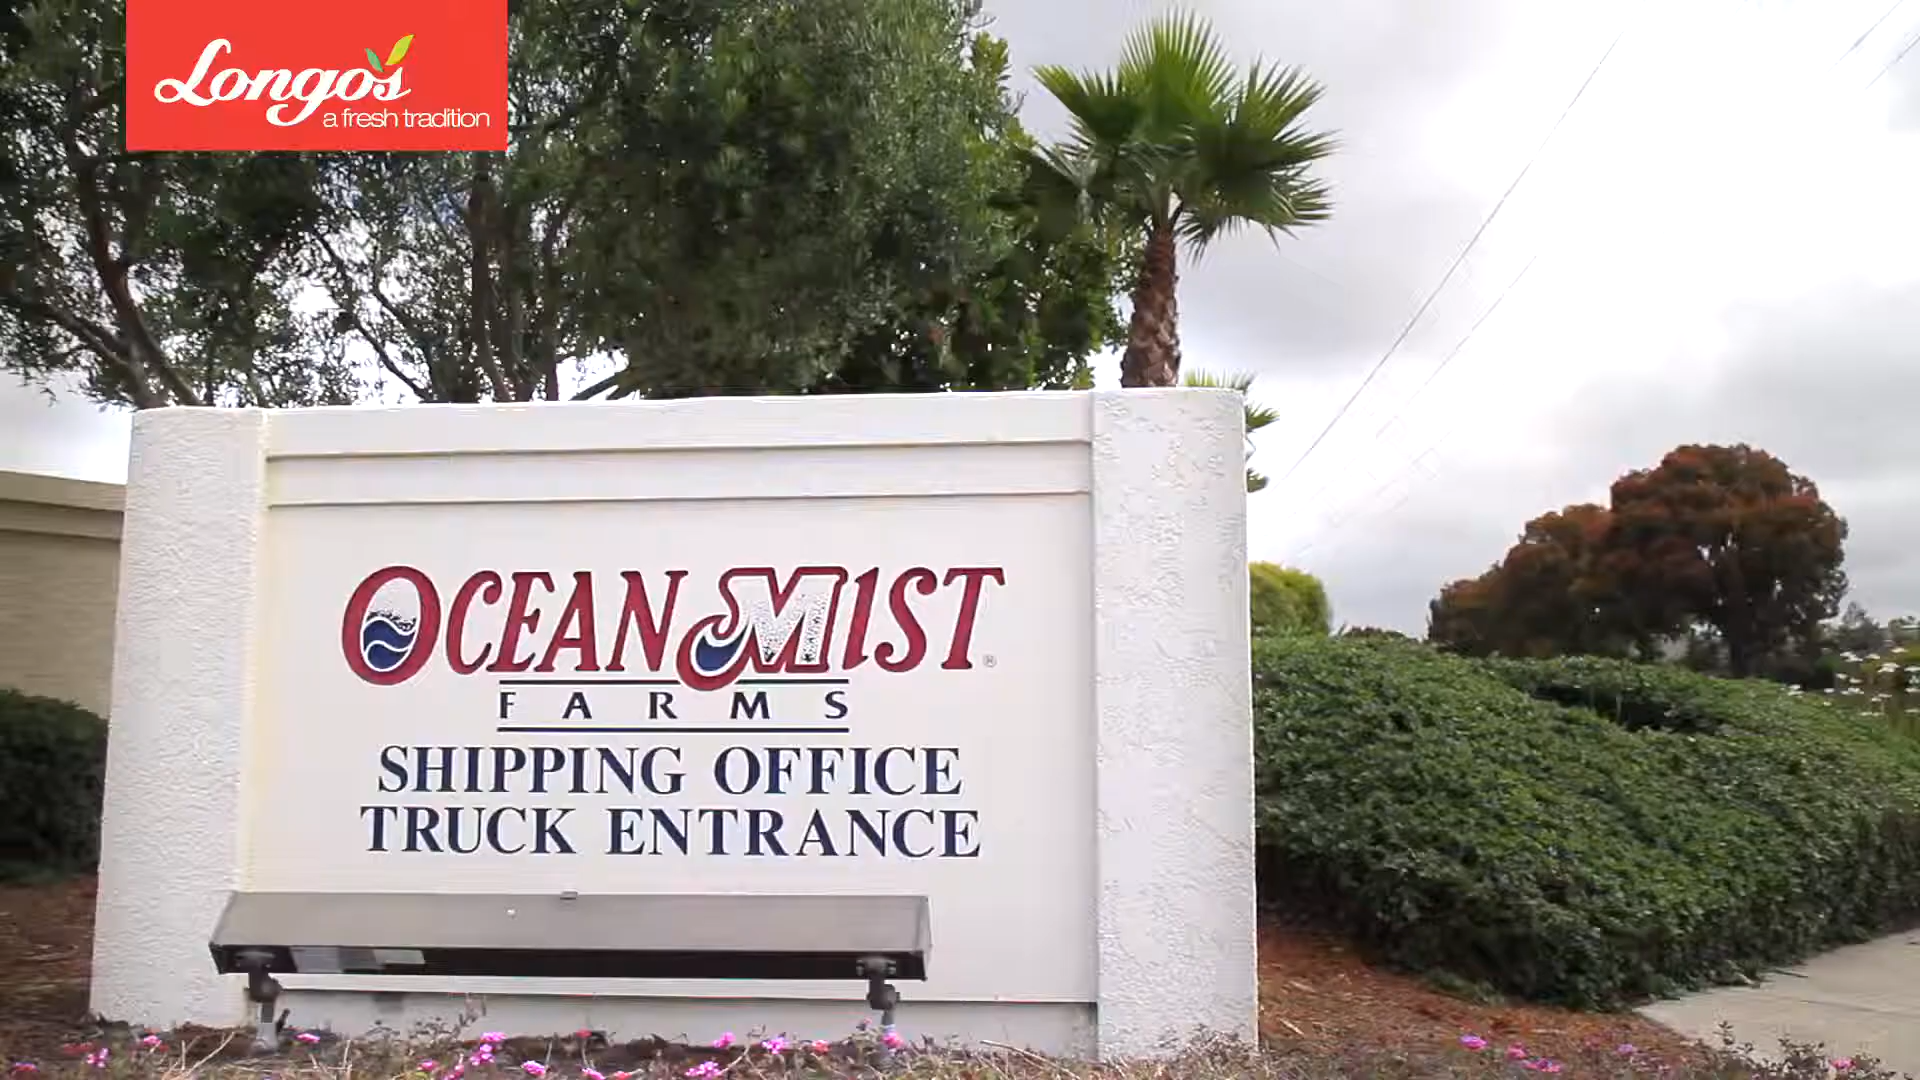 Longo's
a fresh tradition
OCEAN MIST®
FARMS
SHIPPING OFFICE
TRUCK ENTRANCE